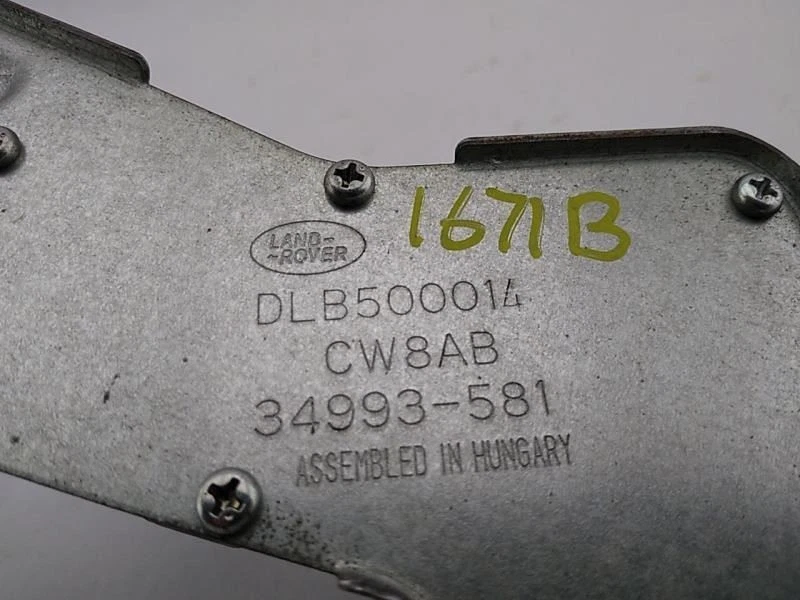 LAND-
~ROVER
1671B
DLB500014
CW8AB
34993-581
ASSEMBLED IN HUNGARY